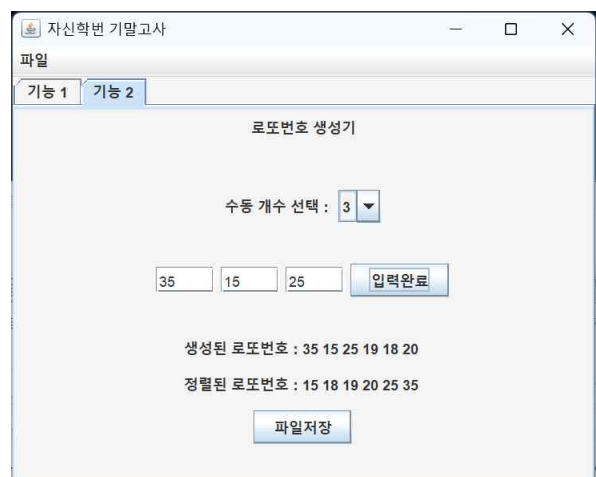 자신학번 기말고사
파일
기능 1 기능 2
로또번호 생성기
수동 개수 선택 : 3
35 15 25 입력완료
생성된 로또번호 : 35 15 25 19 18 20
정렬된 로또번호 : 15 18 19 20 25 35
파일저장